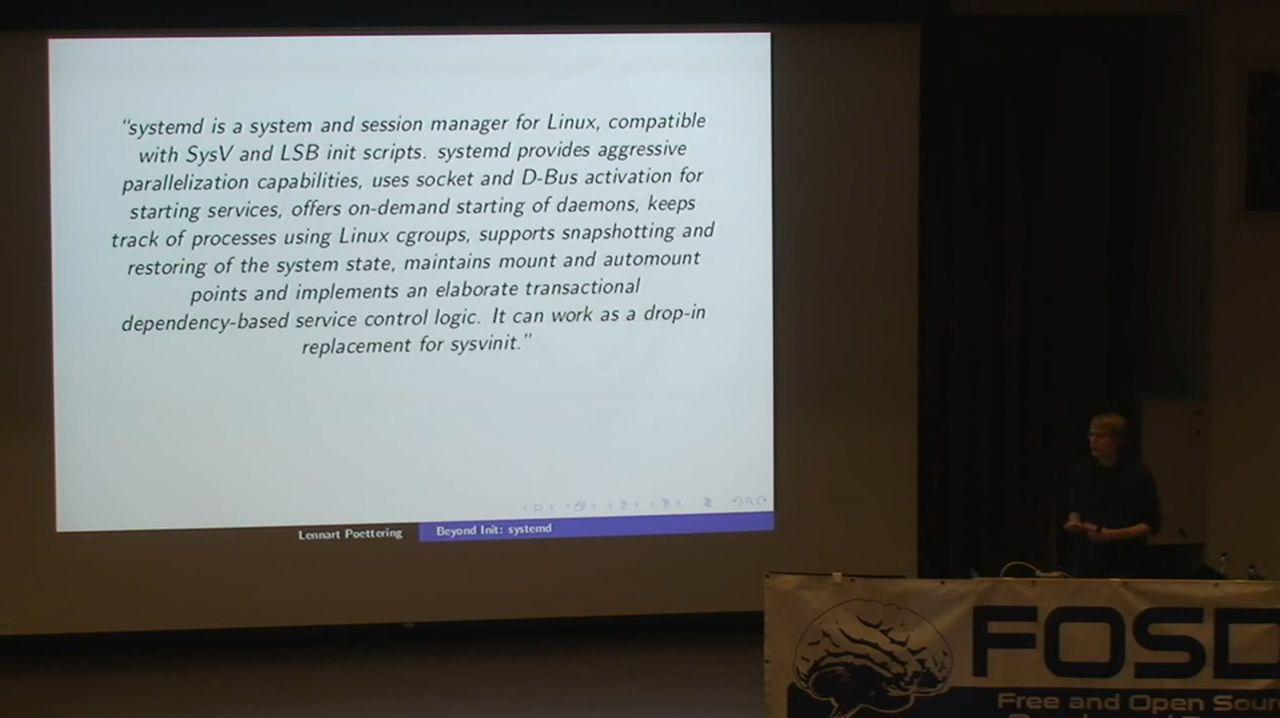 “systemd is a system and session manager for Linux, compatible
with SysV and LSB init scripts. systemd provides aggressive
parallelization capabilities, uses socket and D-Bus activation for
starting services, offers on-demand starting of daemons, keeps
track of processes using Linux cgroups, supports snapshotting and
restoring of the system state, maintains mount and automount
points and implements an elaborate transactional
dependency-based service control logic. It can work as a drop-in
replacement for sysvinit.”
Lennart Poettering
Beyond Init: systemd
FOSD
Free and Open Sour